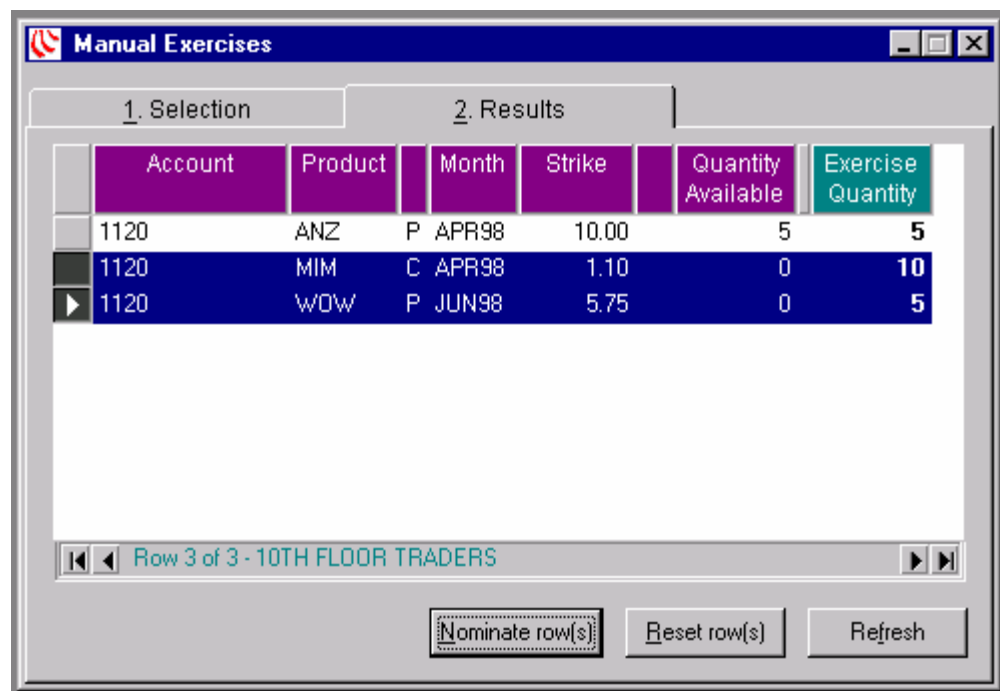 Manual Exercises
1. Selection 2. Results
Account Product Month Strike Quantity Available Exercise Quantity
1120 ANZ P APR98 10.00 5 5
1120 MIM C APR98 1.10 0 10
1120 WOW P JUN98 5.75 0 5
Row 3 of 3 - 10TH FLOOR TRADERS
Nominate row(s) Reset row(s) Refresh